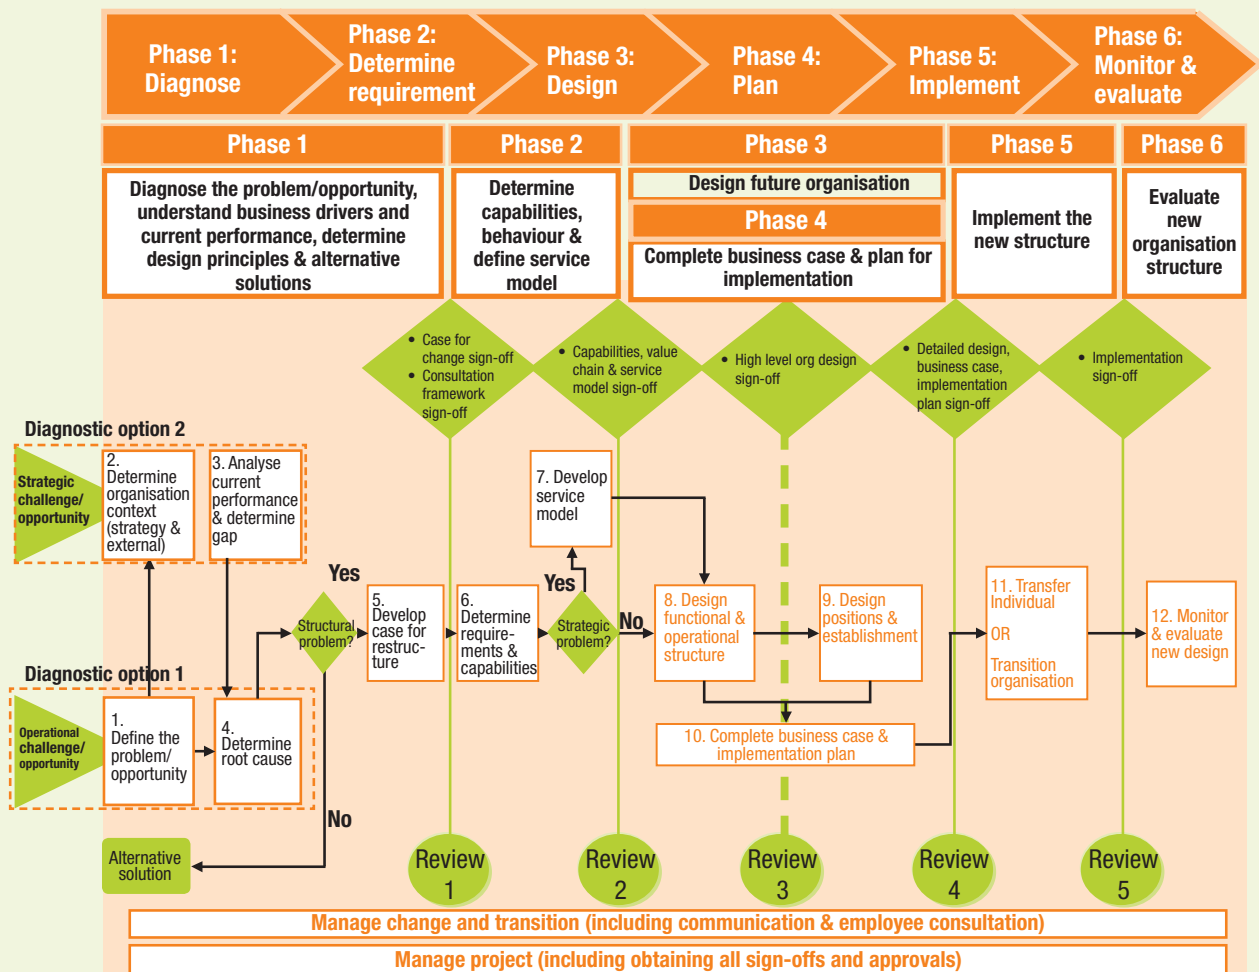 Phase 1:
Diagnose
Phase 2:
Determine
requirement
Phase 3:
Design
Phase 4:
Plan
Phase 5:
Implement
Phase 6:
Monitor &
evaluate
Phase 1
Phase 2
Phase 3
Phase 5
Phase 6
Diagnose the problem/opportunity,
understand business drivers and
current performance, determine
design principles & alternative
solutions
Determine
capabilities,
behaviour &
define service
model
Design future organisation
Phase 4
Complete business case & plan for
implementation
Implement the
new structure
Evaluate
new
organisation
structure
• Case for
change sign-off
• Consultation
framework
sign-off
• Capabilities, value
chain & service
model sign-off
• High level org design
sign-off
• Detailed design,
business case,
implementation
plan sign-off
• Implementation
sign-off
Diagnostic option 2
Strategic
challenge/
opportunity
2.
Determine
organisation
context
(strategy &
external)
3. Analyse
current
performance
& determine
gap
7. Develop
service
model
Yes
Structural
problem?
5.
Develop
case for
restruc-
ture
6.
Determine
require-
ments &
capabilities
Yes
Strategic
problem?
No
8. Design
functional &
operational
structure
9. Design
positions &
establishment
11. Transfer
Individual
OR
Transition
organisation
12. Monitor
& evaluate
new design
Diagnostic option 1
Operational
challenge/
opportunity
1.
Define the
problem/
opportunity
4.
Determine
root cause
10. Complete business case &
implementation plan
No
Alternative
solution
Review
1
Review
2
Review
3
Review
4
Review
5
Manage change and transition (including communication & employee consultation)
Manage project (including obtaining all sign-offs and approvals)